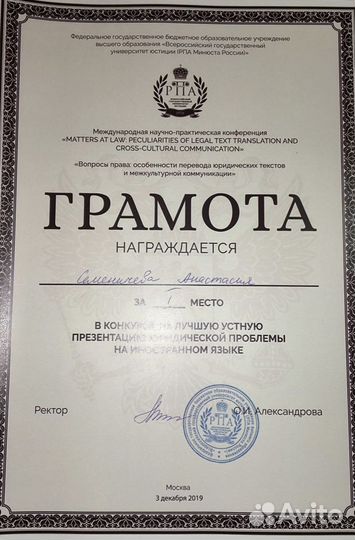 Федеральное государственное бюджетное образовательное учреждение
высшего образования «Всероссийский государственный
университет юстиции (РПА Минюста России)»
РПА
Международная научно-практическая конференция
«MATTERS AT LAW: PECULIARITIES OF LEGAL TEXT TRANSLATION AND
CROSS-CULTURAL COMMUNICATION»
«Вопросы права: особенности перевода юридических текстов
и межкультурной коммуникации»
ГРАМОТА
НАГРАЖДАЕТСЯ
Семеничева Анастасия
ЗА I МЕСТО
В КОНКУРСЕ НА ЛУЧШУЮ УСТНУЮ
ПРЕЗЕНТАЦИЮ ЮРИДИЧЕСКОЙ ПРОБЛЕМЫ
НА ИНОСТРАННОМ ЯЗЫКЕ
Ректор О.И. Александрова
РПА
Москва
3 декабря 2019
Avito